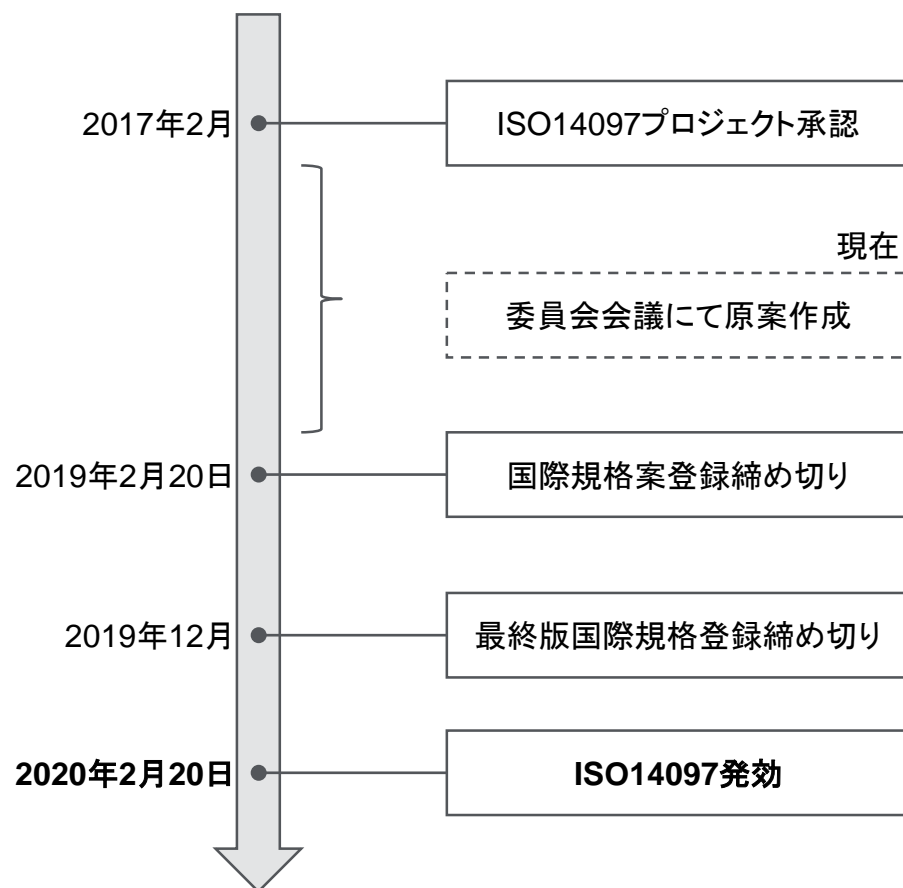 2017年2月
ISO14097プロジェクト承認
現在
委員会会議にて原案作成
2019年2月20日
国際規格案登録締め切り
2019年12月
最終版国際規格登録締め切り
2020年2月20日
ISO14097発効